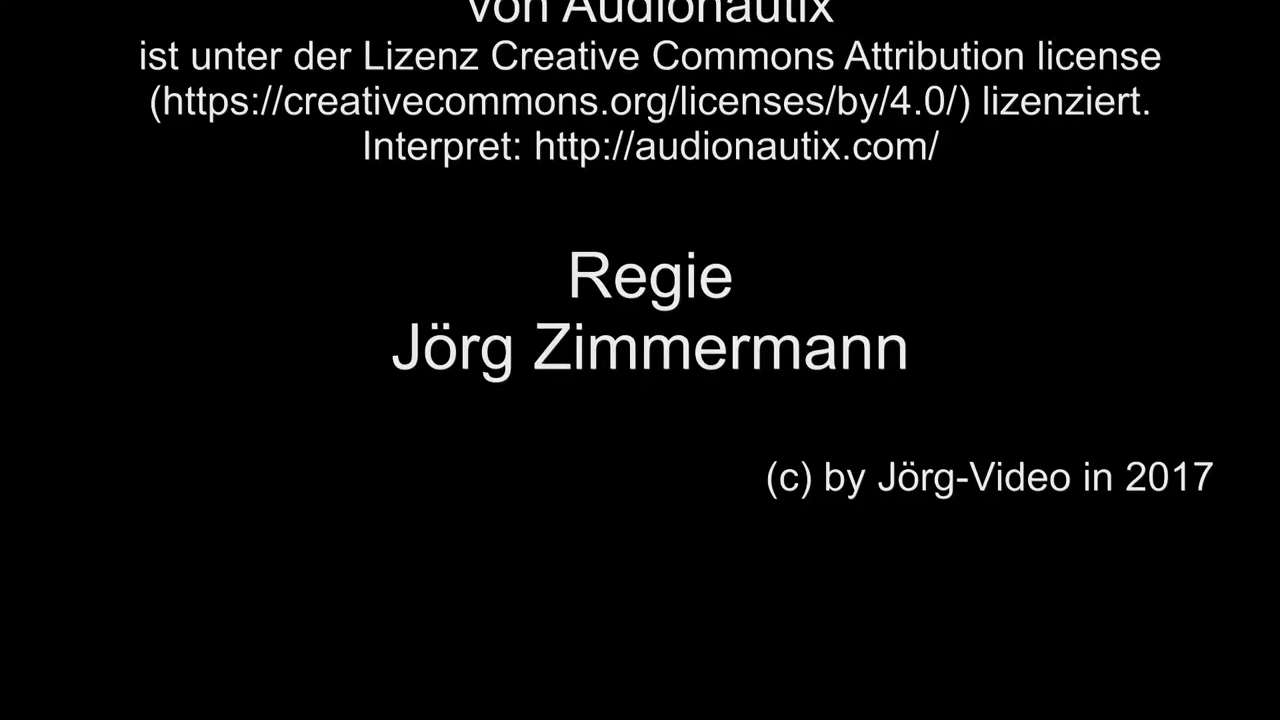 von Audionautix
ist unter der Lizenz Creative Commons Attribution license
(https://creativecommons.org/licenses/by/4.0/) lizenziert.
Interpret: http://audionautix.com/
Regie
Jörg Zimmermann
(c) by Jörg-Video in 2017